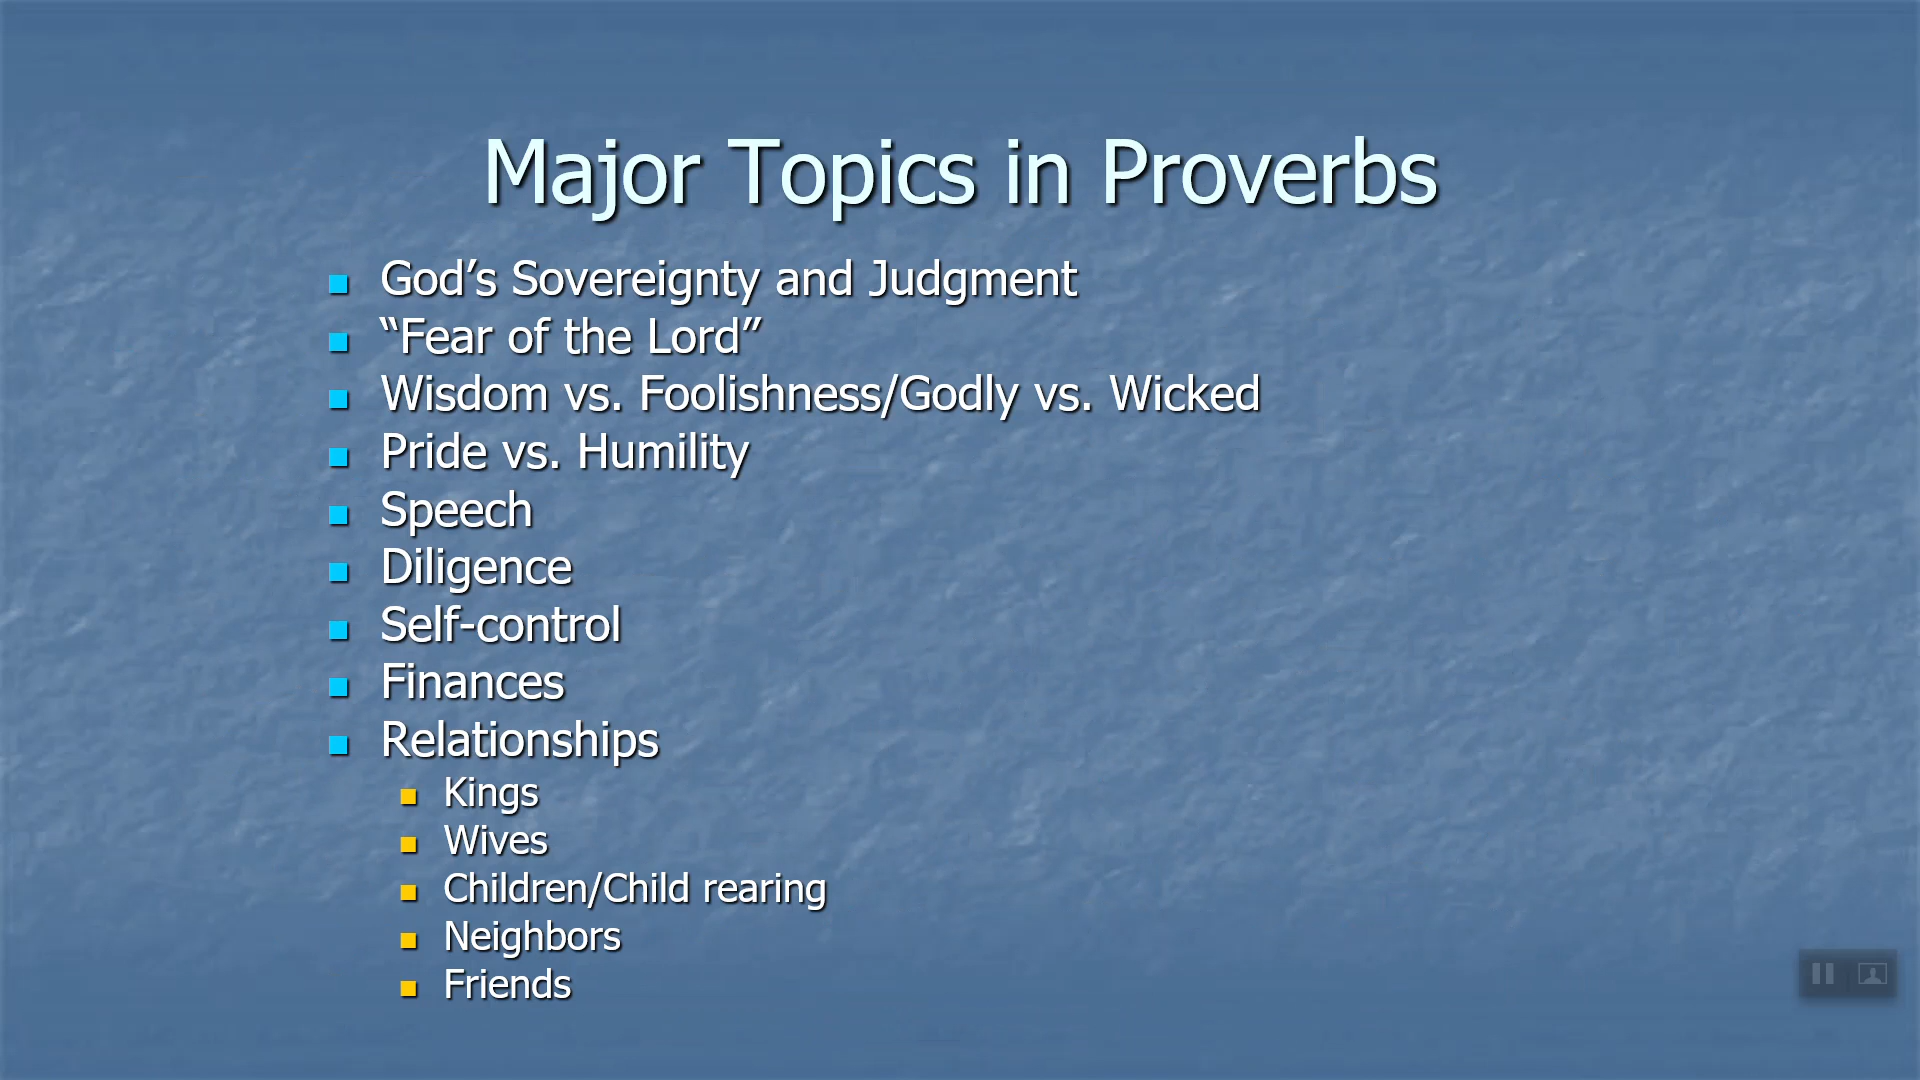 Major Topics in Proverbs
God’s Sovereignty and Judgment
“Fear of the Lord”
Wisdom vs. Foolishness/Godly vs. Wicked
Pride vs. Humility
Speech
Diligence
Self-control
Finances
Relationships
Kings
Wives
Children/Child rearing
Neighbors
Friends